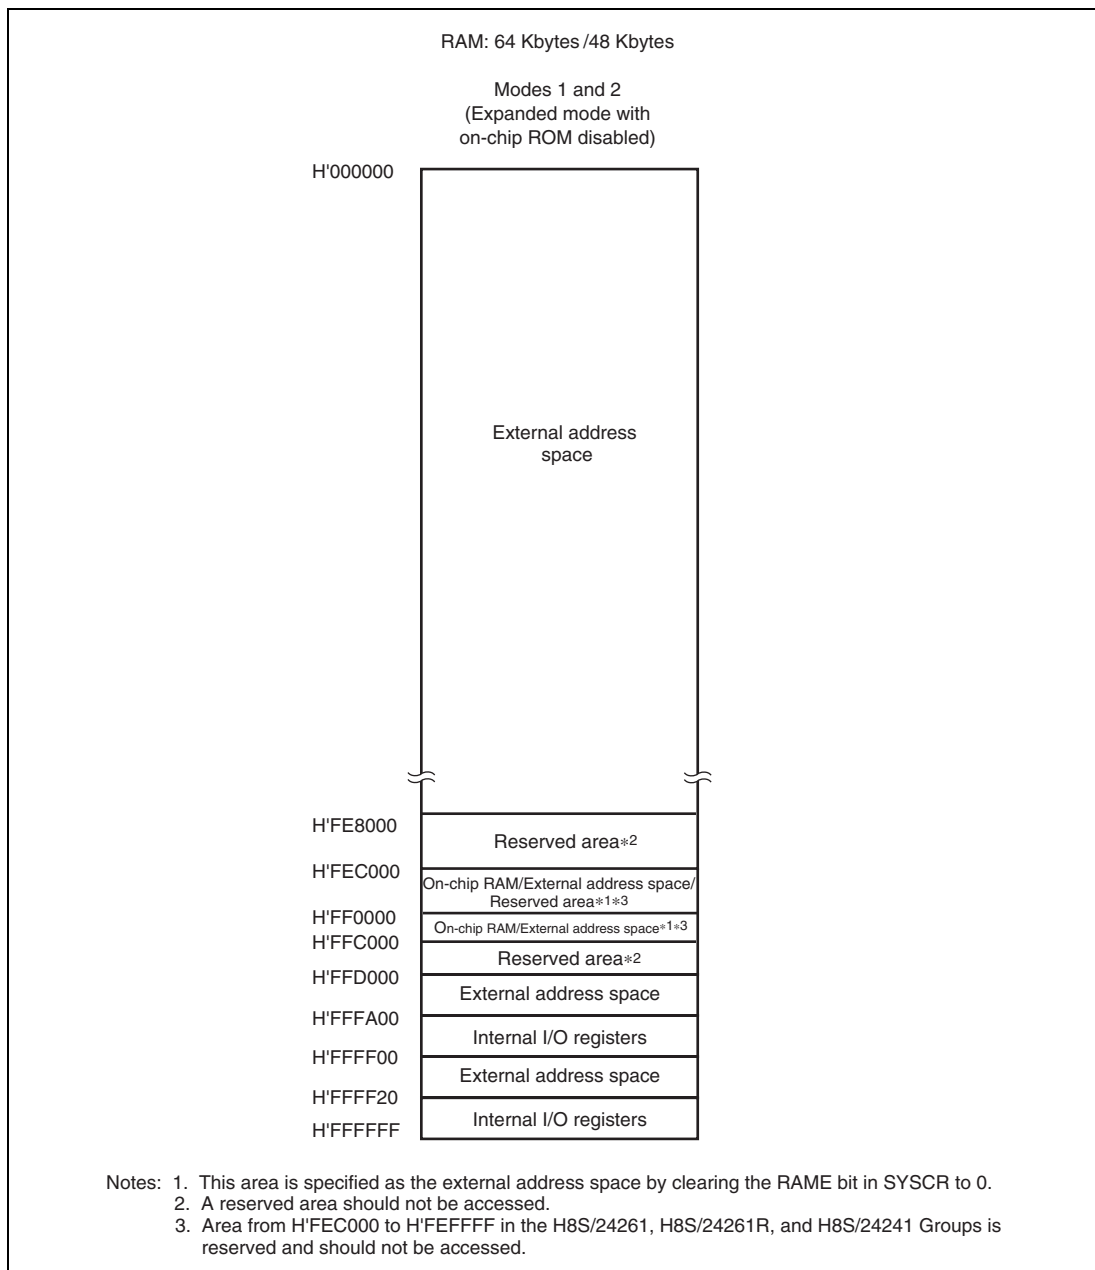 RAM: 64 Kbytes /48 Kbytes
Modes 1 and 2
(Expanded mode with
on-chip ROM disabled)
H'000000
External address
space
H'FE8000
Reserved area*2
H'FEC000
On-chip RAM/External address space/
Reserved area*1*3
H'FF0000
On-chip RAM/External address space*1*3
H'FFC000
Reserved area*2
H'FFD000
External address space
H'FFFA00
Internal I/O registers
H'FFFF00
External address space
H'FFFF20
Internal I/O registers
H'FFFFFF
Notes: 1. This area is specified as the external address space by clearing the RAME bit in SYSCR to 0.
2. A reserved area should not be accessed.
3. Area from H'FEC000 to H'FEFFFF in the H8S/24261, H8S/24261R, and H8S/24241 Groups is
reserved and should not be accessed.